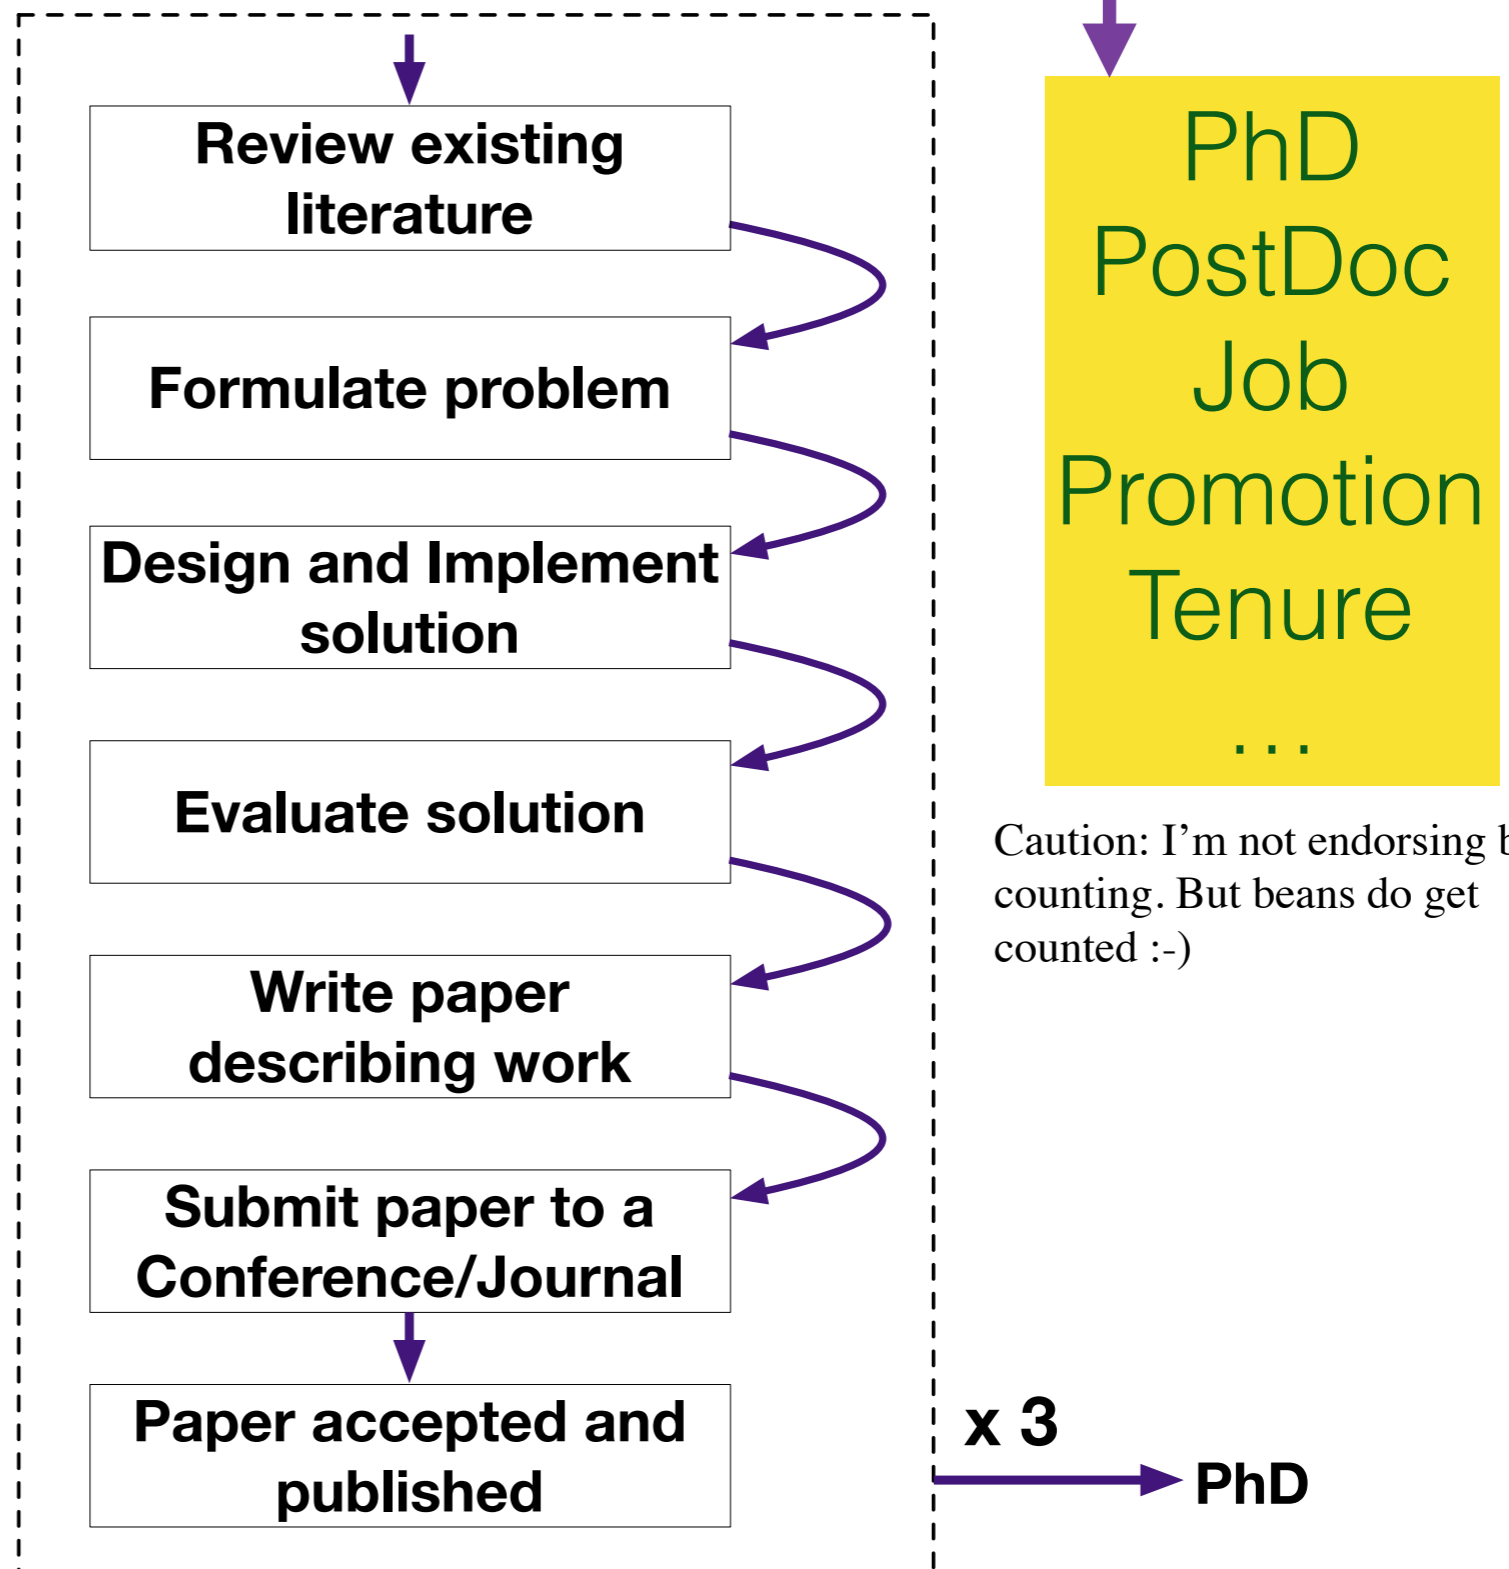 Review existing
literature
Formulate problem
Design and Implement
solution
Evaluate solution
Write paper
describing work
Submit paper to a
Conference/Journal
Paper accepted and
published
x 3
PhD
PhD
PostDoc
Job
Promotion
Tenure
...
Caution: I'm not endorsing
counting. But beans do get
counted :-)